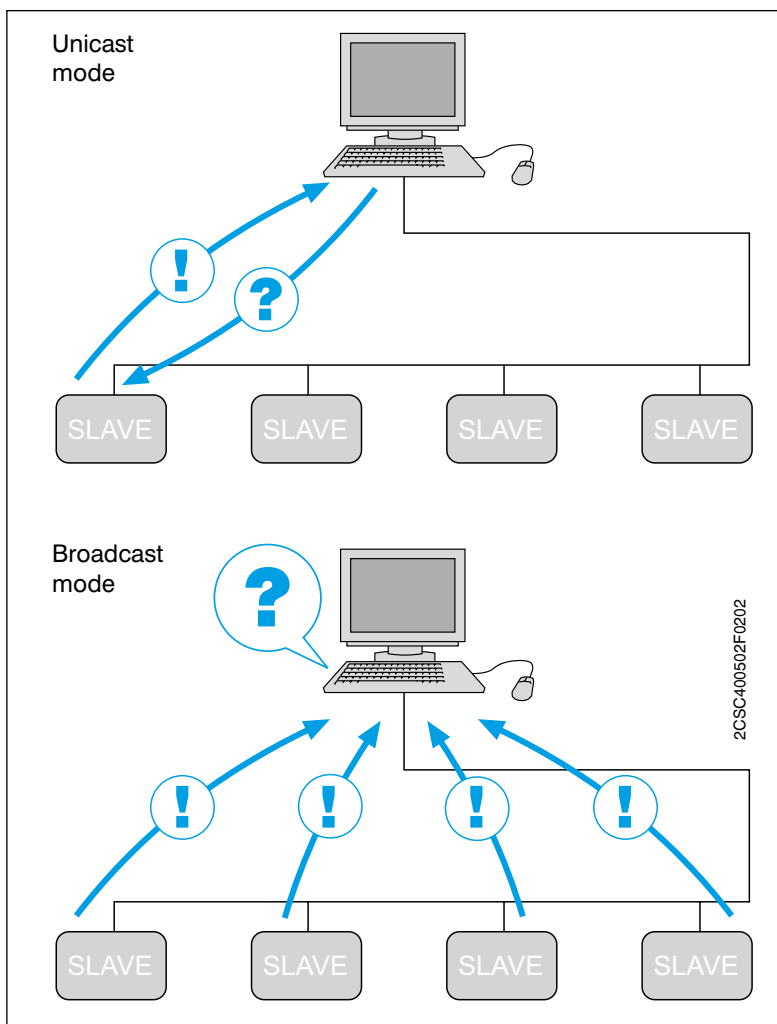 Unicast
mode
!
?
SLAVE SLAVE SLAVE SLAVE
Broadcast
mode
?
2CSC400502F0202
! ! ! !
SLAVE SLAVE SLAVE SLAVE